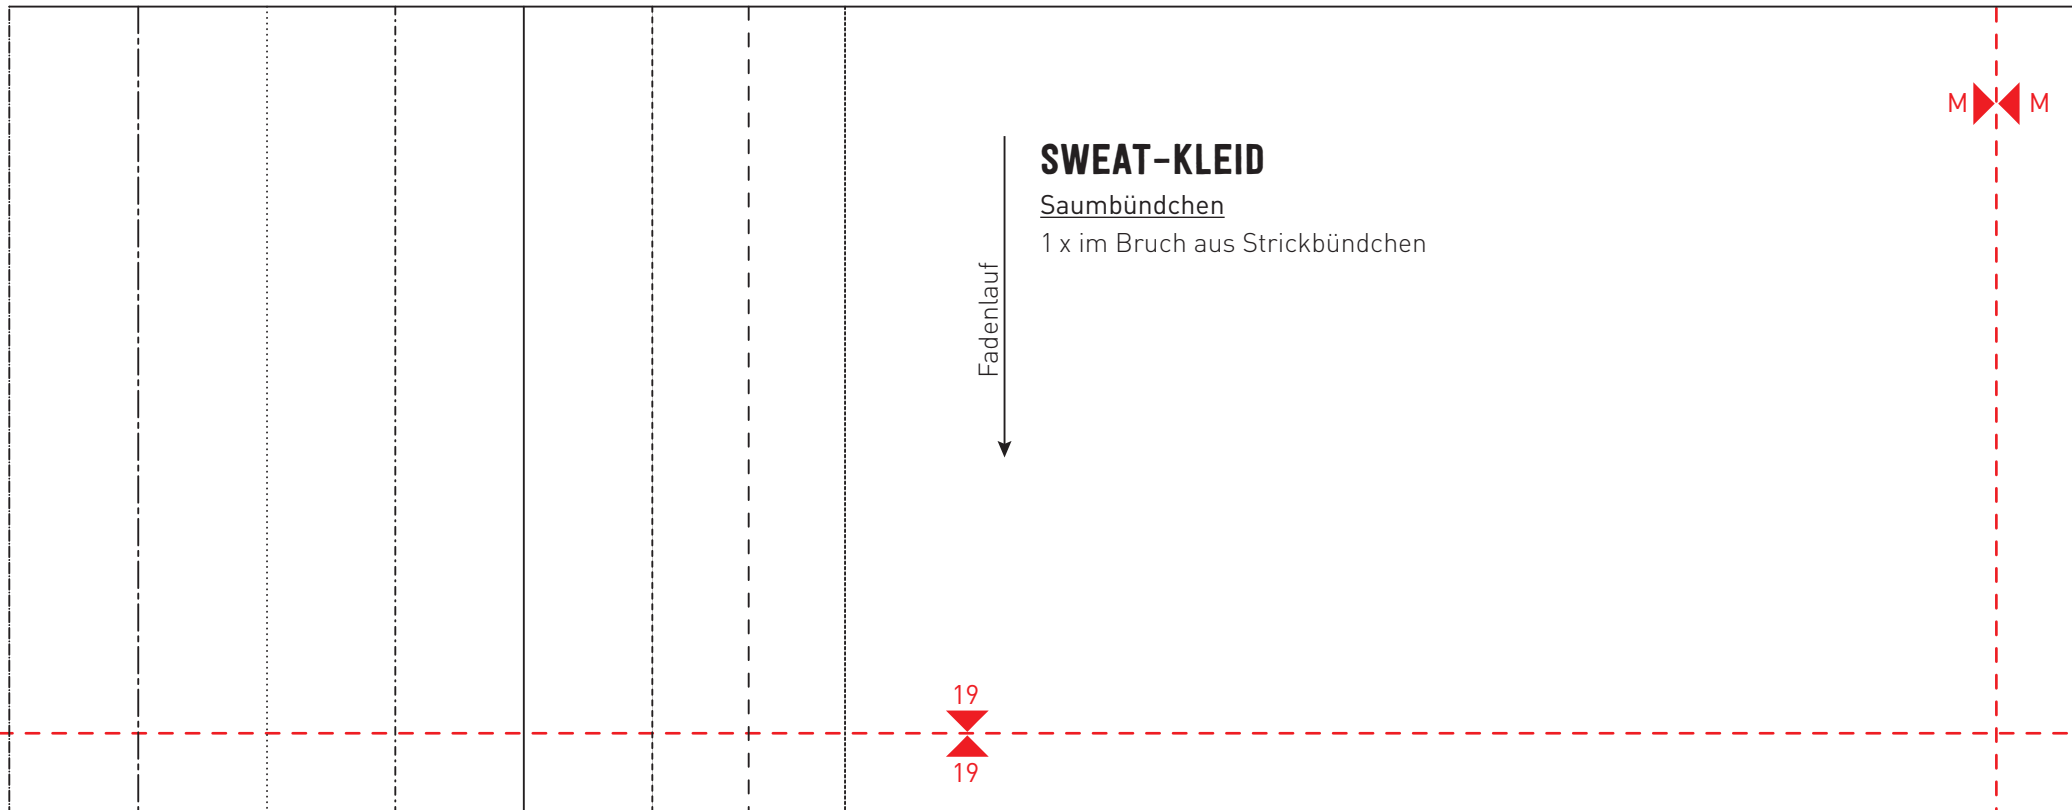 M M
SWEAT-KLEID
Saumbündchen
1 x im Bruch aus Strickbündchen
Fadenlauf
19
19